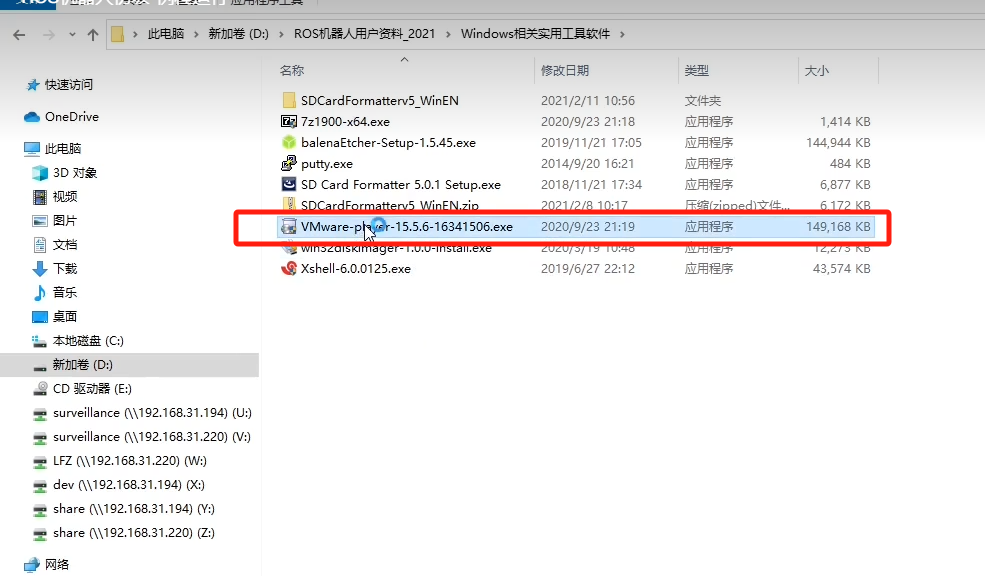 此电脑 › 新加卷 (D:) › ROS机器人用户资料_2021 › Windows相关实用工具软件 ›
名称 修改日期 类型 大小
快速访问
OneDrive
此电脑
3D 对象
视频
图片
文档
下载
音乐
桌面
本地磁盘 (C:)
新加卷 (D:)
CD 驱动器 (E:)
surveillance (\\192.168.31.194) (U:)
surveillance (\\192.168.31.220) (V:)
LFZ (\\192.168.31.220) (W:)
dev (\\192.168.31.194) (X:)
share (\\192.168.31.194) (Y:)
share (\\192.168.31.220) (Z:)
网络
SDCardFormatterv5_WinEN 2021/2/11 10:56 文件夹
7z1900-x64.exe 2020/9/23 21:18 应用程序 1,414 KB
balenaEtcher-Setup-1.5.45.exe 2019/11/21 17:05 应用程序 144,944 KB
putty.exe 2014/9/20 16:21 应用程序 484 KB
SD Card Formatter 5.0.1 Setup.exe 2018/11/21 17:34 应用程序 6,877 KB
SDCardFormatterv5_WinEN.zip 2021/2/8 10:17 压缩(zipped)文件... 6,172 KB
VMware-player-15.5.6-16341506.exe 2020/9/23 21:19 应用程序 149,168 KB
win32diskimager-1.0.0-install.exe 2020/3/19 10:48 应用程序 12,273 KB
Xshell-6.0.0125.exe 2019/6/27 22:12 应用程序 43,574 KB